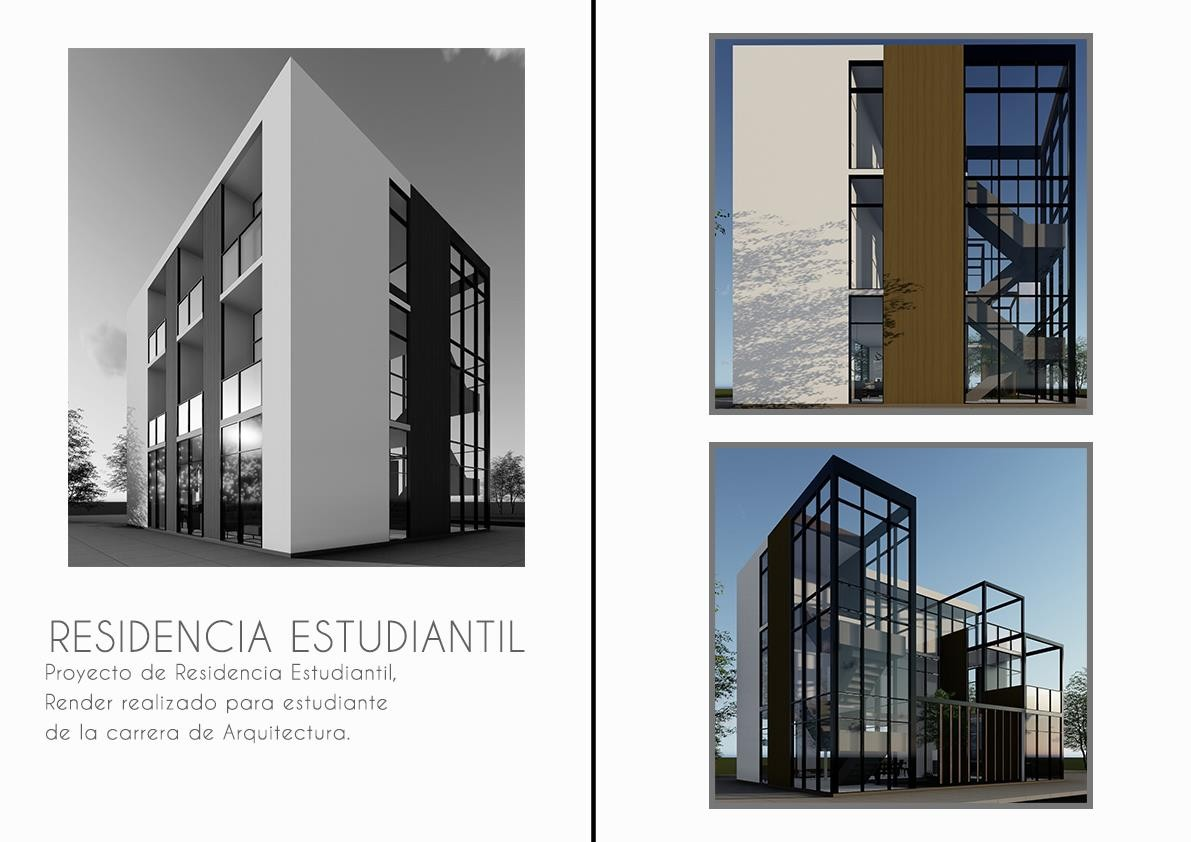 RESIDENCIA ESTUDIANTIL
Proyecto de Residencia Estudiantil,
Render realizado para estudiante
de la carrera de Arquitectura.